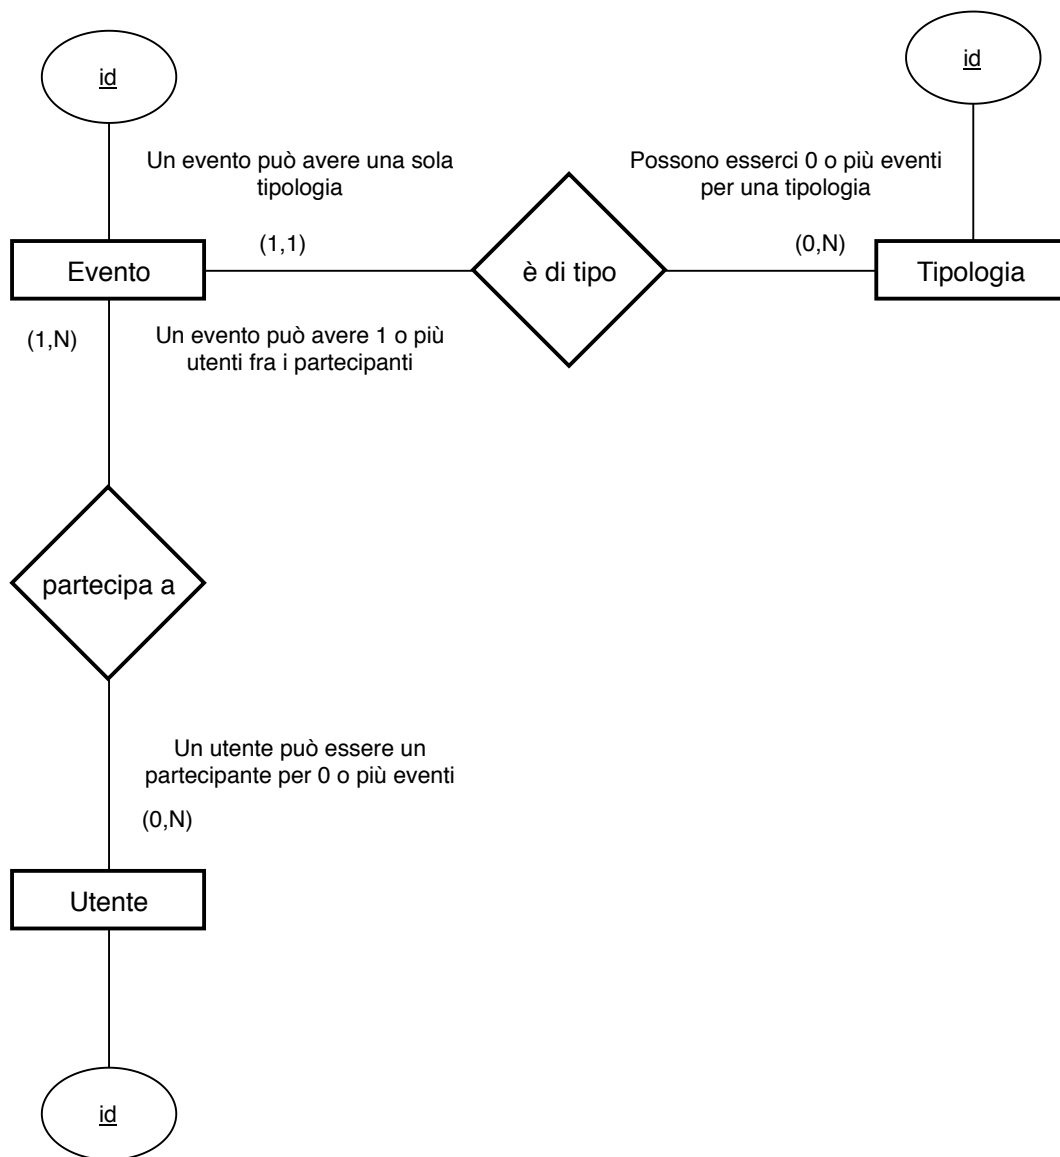 id
id
Un evento può avere una sola
tipologia
Possono esserci 0 o più eventi
per una tipologia
(1,1)
(0,N)
Evento
è di tipo
Tipologia
(1,N)
Un evento può avere 1 o più
utenti fra i partecipanti
partecipa a
Un utente può essere un
partecipante per 0 o più eventi
(0,N)
Utente
id